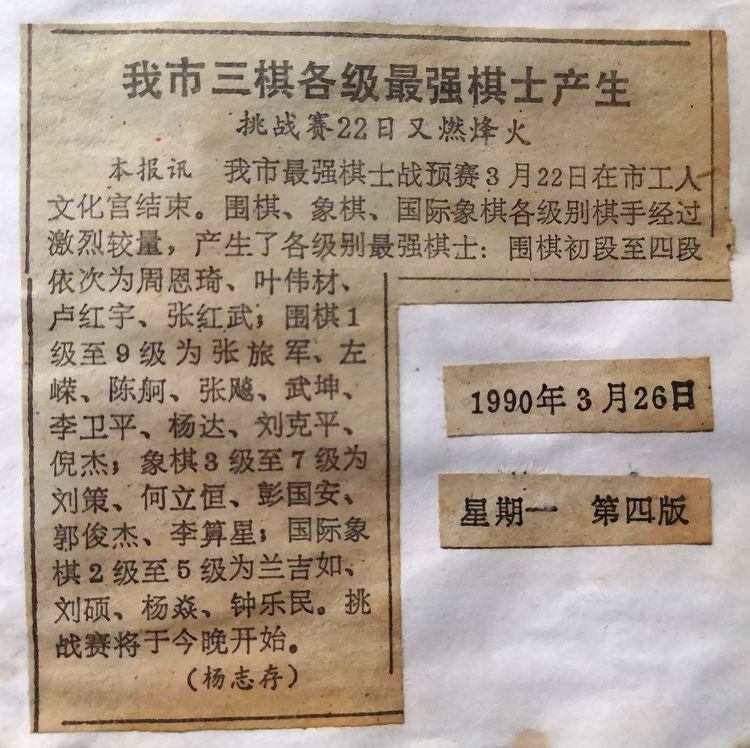 我市三棋各级最强棋士产生
挑战赛22日又燃烽火
本报讯 我市最强棋士战预赛3月22日在市工人
文化宫结束。围棋、象棋、国际象棋各级别棋手经过
激烈较量，产生了各级别最强棋士：围棋初段至四段
依次为周恩琦、叶伟材、
卢红宇、张红武；围棋1
级至9级为张旅军、左
嵘、陈舸、张飚、武坤、
李卫平、杨达、刘克平、
倪杰；象棋3级至7级为
刘策、何立恒、彭国安、
郭俊杰、李算星；国际象
棋2级至5级为兰吉如、
刘硕、杨焱、钟乐民。挑
战赛将于今晚开始。
（杨志存）
1990年3月26日
星期一 第四版